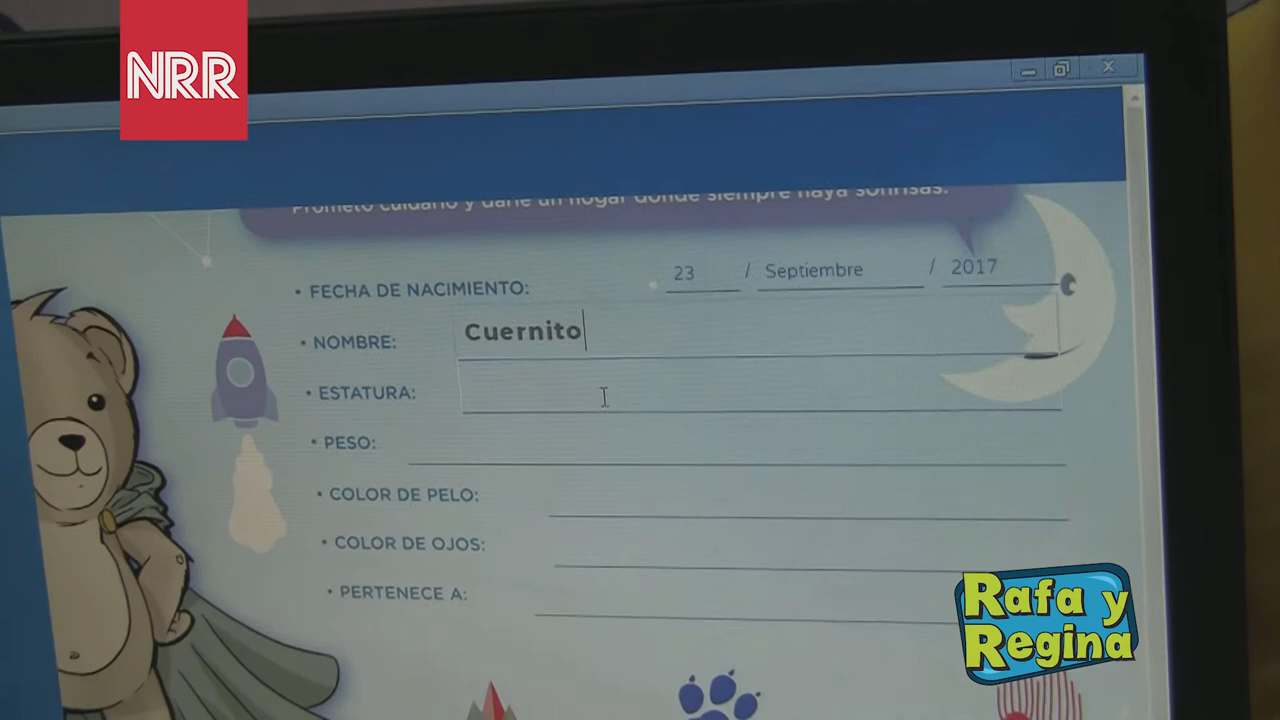 NRR
Prometo cuidarlo y darle un hogar donde siempre haya sonrisas.
• FECHA DE NACIMIENTO: 23 / Septiembre / 2017
• NOMBRE: Cuernito
• ESTATURA:
• PESO:
• COLOR DE PELO:
• COLOR DE OJOS:
• PERTENECE A:
Rafa y
Regina